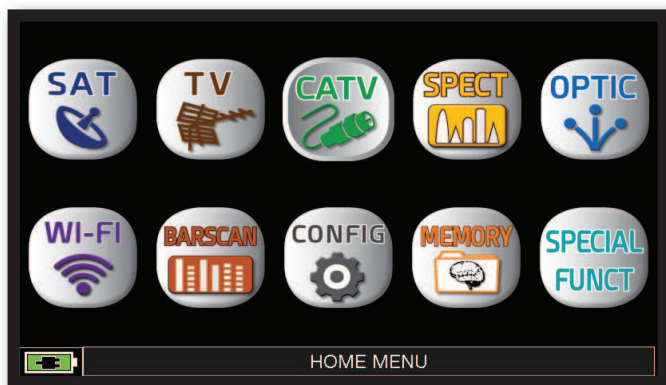 SAT
TV
CATV
SPECT
OPTIC
WI-FI
BARSCAN
CONFIG
MEMORY
SPECIAL
FUNCT
HOME MENU